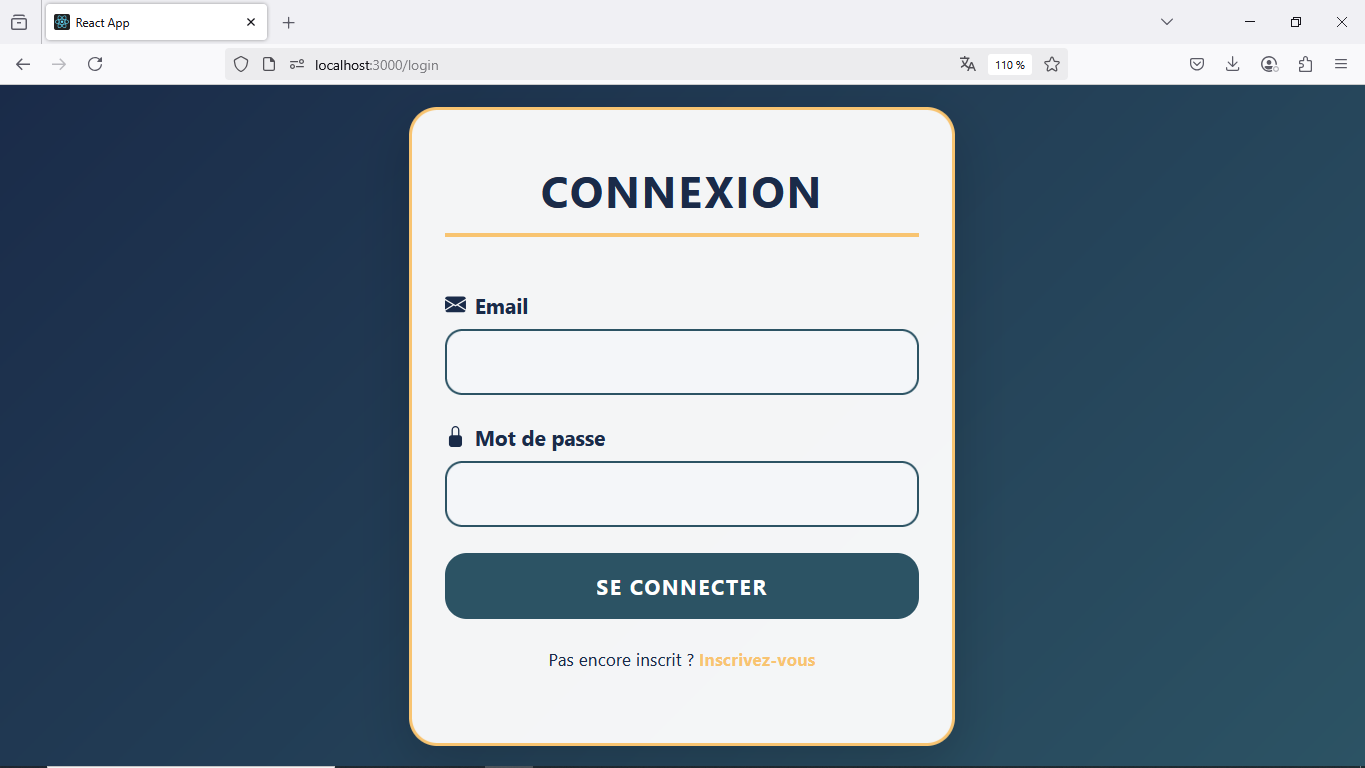 React App
localhost:3000/login
110 %
CONNEXION
Email
Mot de passe
SE CONNECTER
Pas encore inscrit ? Inscrivez-vous